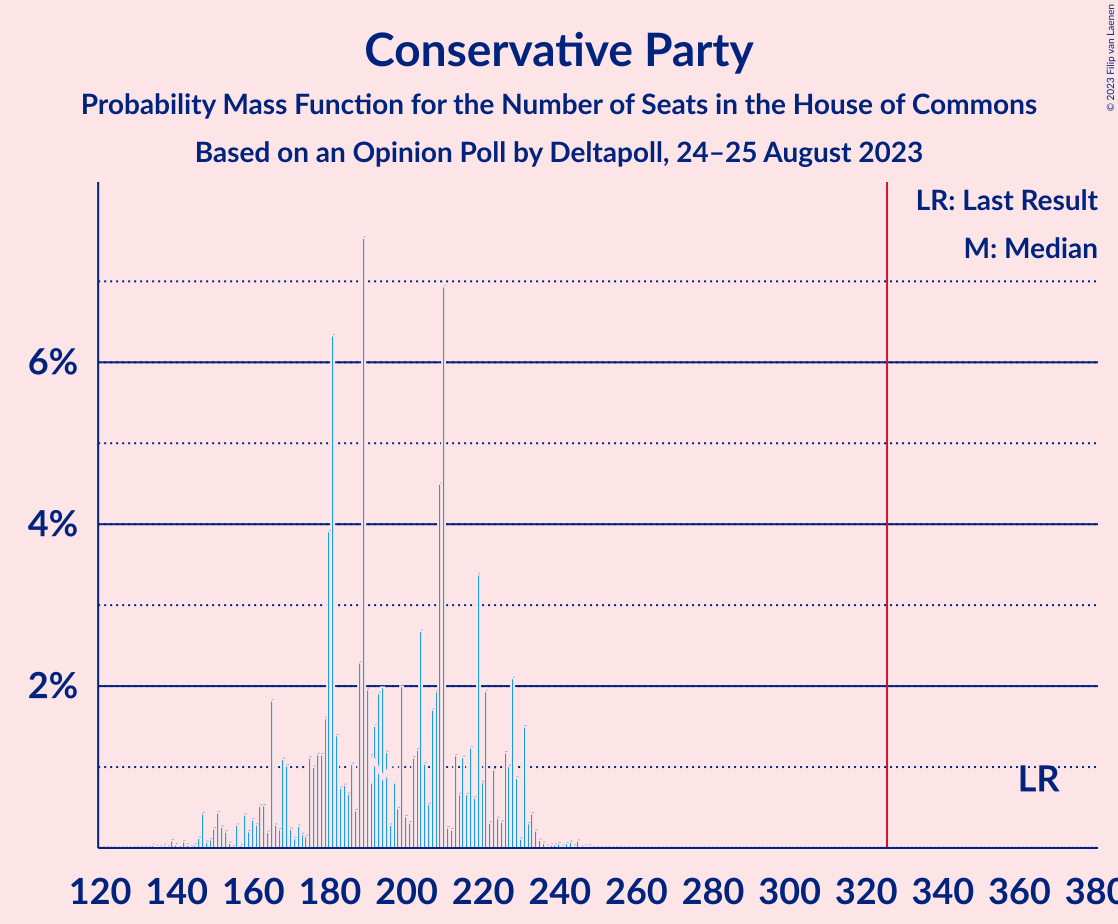 Conservative Party
Probability Mass Function for the Number of Seats in the House of Commons
Based on an Opinion Poll by Deltapoll, 24–25 August 2023
© 2023 Filip van Laenen
LR: Last Result
M: Median
6%
4%
2%
LR
120 140 160 180 200 220 240 260 280 300 320 340 360 380